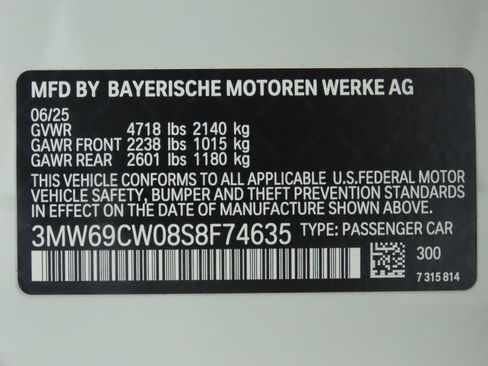 MFD BY BAYERISCHE MOTOREN WERKE AG
06/25
GVWR 4718 lbs 2140 kg
GAWR FRONT 2238 lbs 1015 kg
GAWR REAR 2601 lbs 1180 kg
THIS VEHICLE CONFORMS TO ALL APPLICABLE U.S.FEDERAL MOTOR
VEHICLE SAFETY, BUMPER AND THEFT PREVENTION STANDARDS
IN EFFECT ON THE DATE OF MANUFACTURE SHOWN ABOVE.
3MW69CW08S8F74635 TYPE: PASSENGER CAR
300
7 315 814